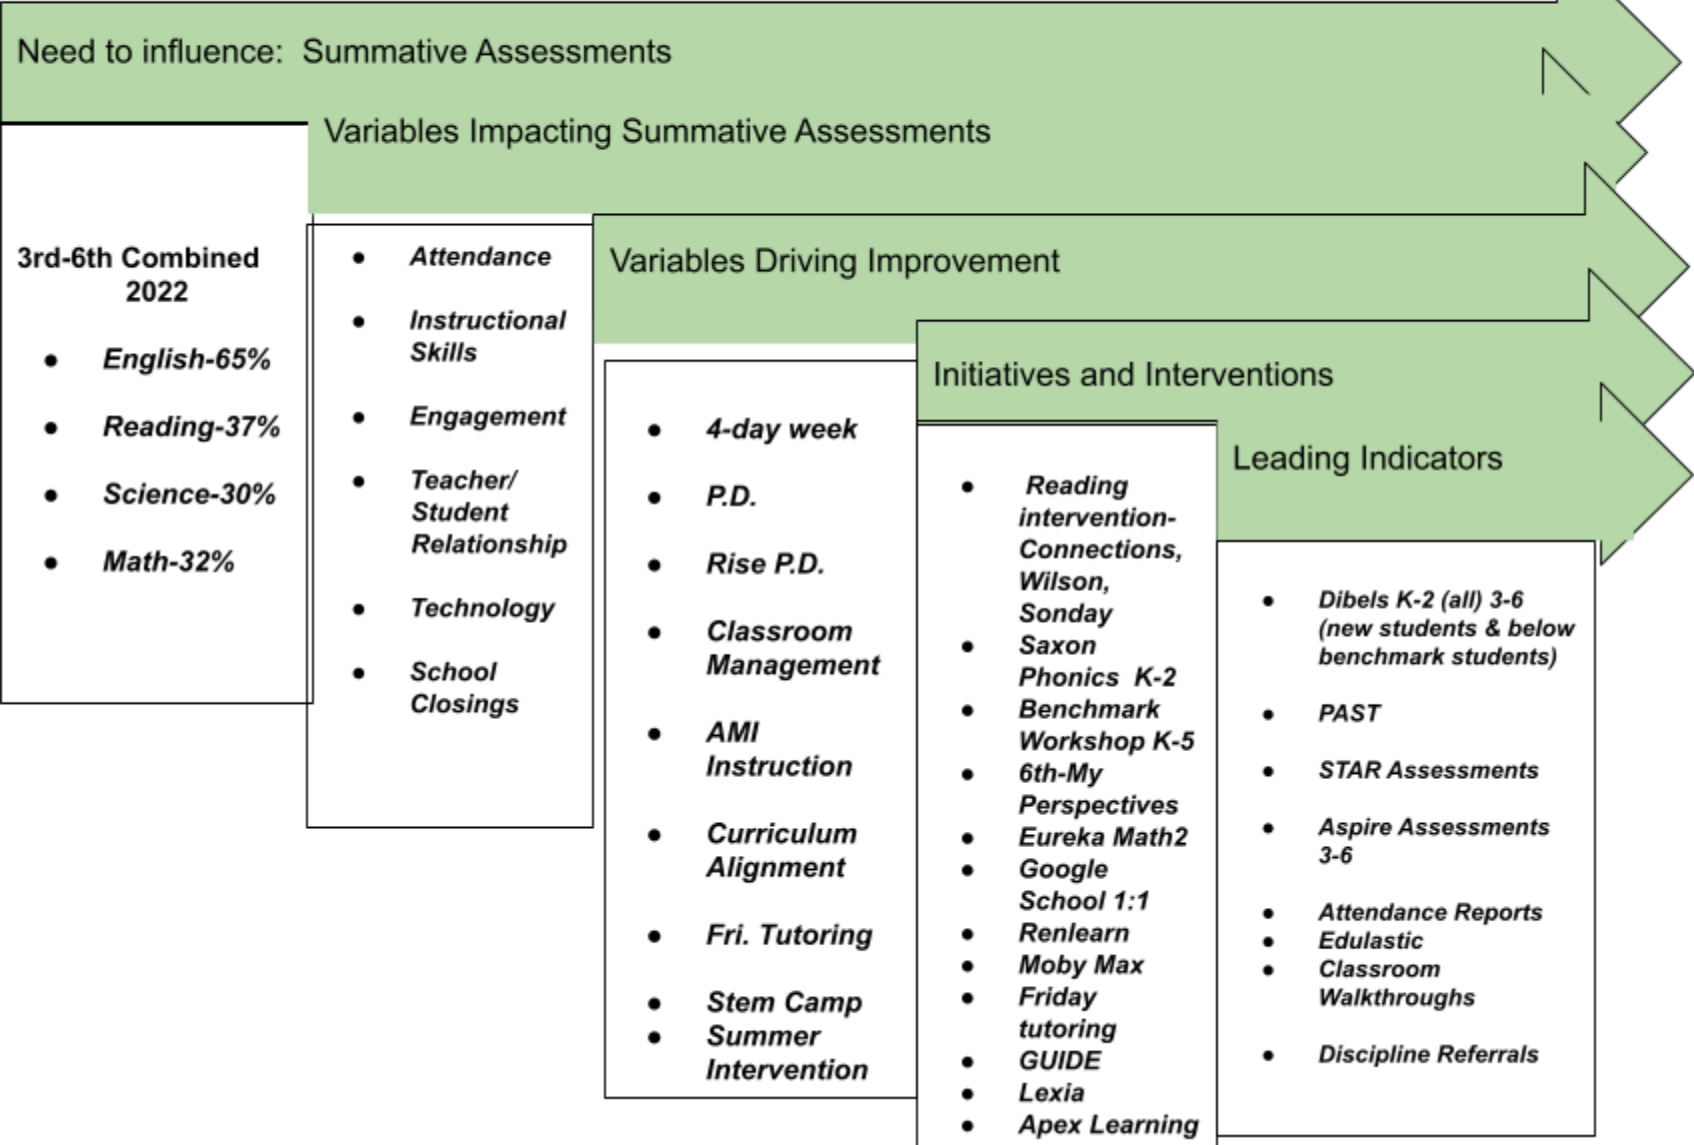 Need to influence:  Summative Assessments
Variables Impacting Summative Assessments
3rd-6th Combined
2022
● English-65%
● Reading-37%
● Science-30%
● Math-32%
● Attendance
● Instructional
Skills
● Engagement
● Teacher/
Student
Relationship
● Technology
● School
Closings
Variables Driving Improvement
● 4-day week
● P.D.
● Rise P.D.
● Classroom
Management
● AMI
Instruction
● Curriculum
Alignment
● Fri. Tutoring
● Stem Camp
● Summer
Intervention
Initiatives and Interventions
● Reading
intervention-
Connections,
Wilson,
Sonday
● Saxon
Phonics  K-2
● Benchmark
Workshop K-5
● 6th-My
Perspectives
● Eureka Math2
● Google
School 1:1
● Renlearn
● Moby Max
● Friday
tutoring
● GUIDE
● Lexia
● Apex Learning
Leading Indicators
● Dibels K-2 (all) 3-6
(new students & below
benchmark students)
● PAST
● STAR Assessments
● Aspire Assessments
3-6
● Attendance Reports
● Edulastic
● Classroom
Walkthroughs
● Discipline Referrals